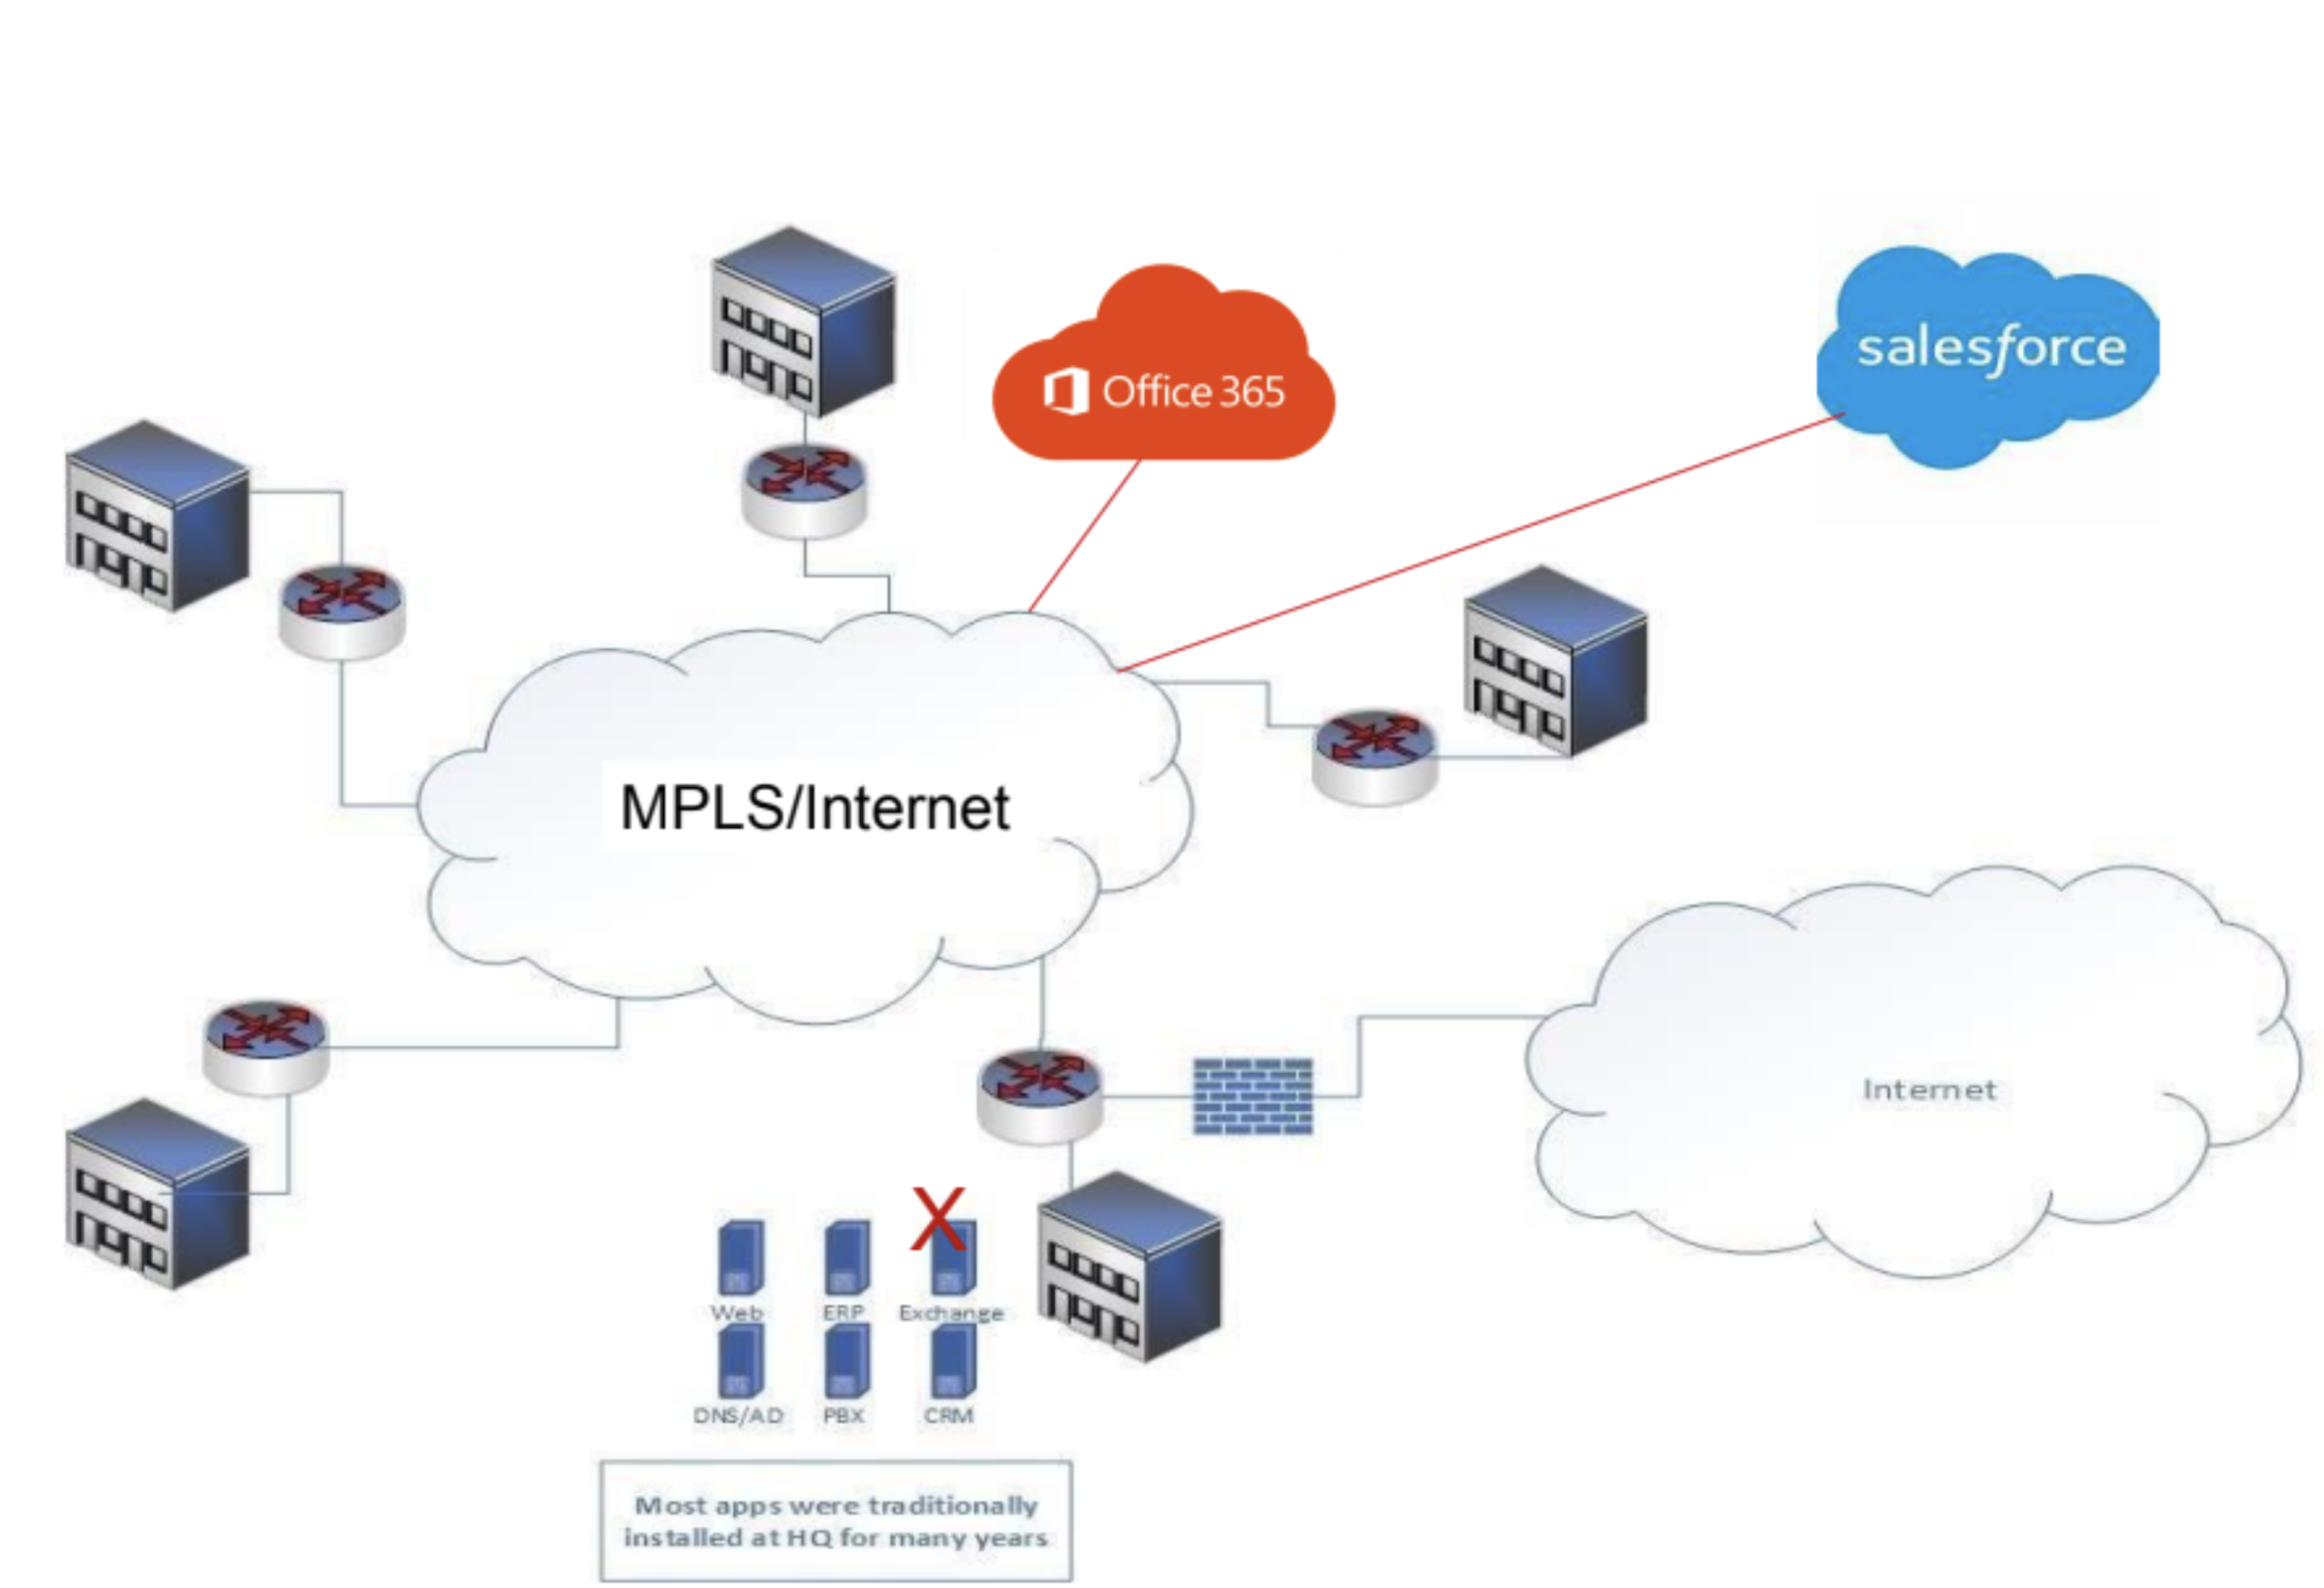 Office 365
salesforce
MPLS/Internet
Internet
X
Web ERP Exchange
DNS/AD PBX CRM
Most apps were traditionally
installed at HQ for many years